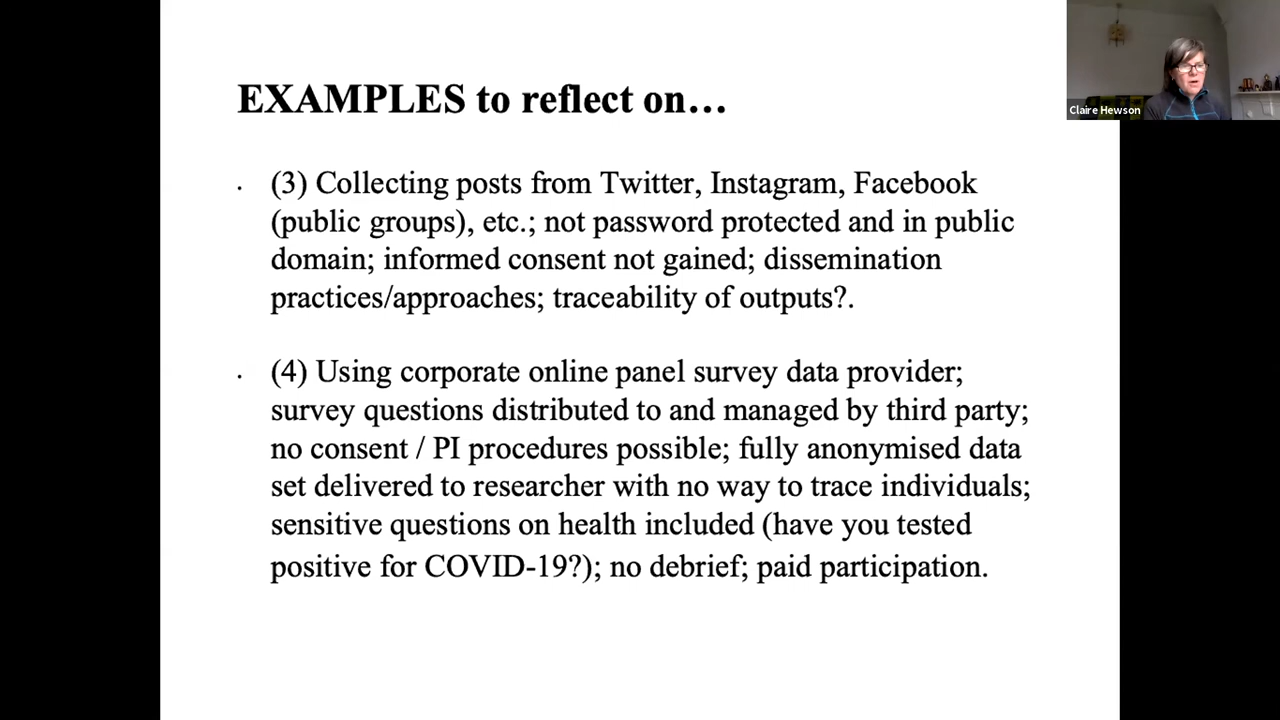 EXAMPLES to reflect on…
Claire Hewson
· (3) Collecting posts from Twitter, Instagram, Facebook
(public groups), etc.; not password protected and in public
domain; informed consent not gained; dissemination
practices/approaches; traceability of outputs?.
· (4) Using corporate online panel survey data provider;
survey questions distributed to and managed by third party;
no consent / PI procedures possible; fully anonymised data
set delivered to researcher with no way to trace individuals;
sensitive questions on health included (have you tested
positive for COVID-19?); no debrief; paid participation.